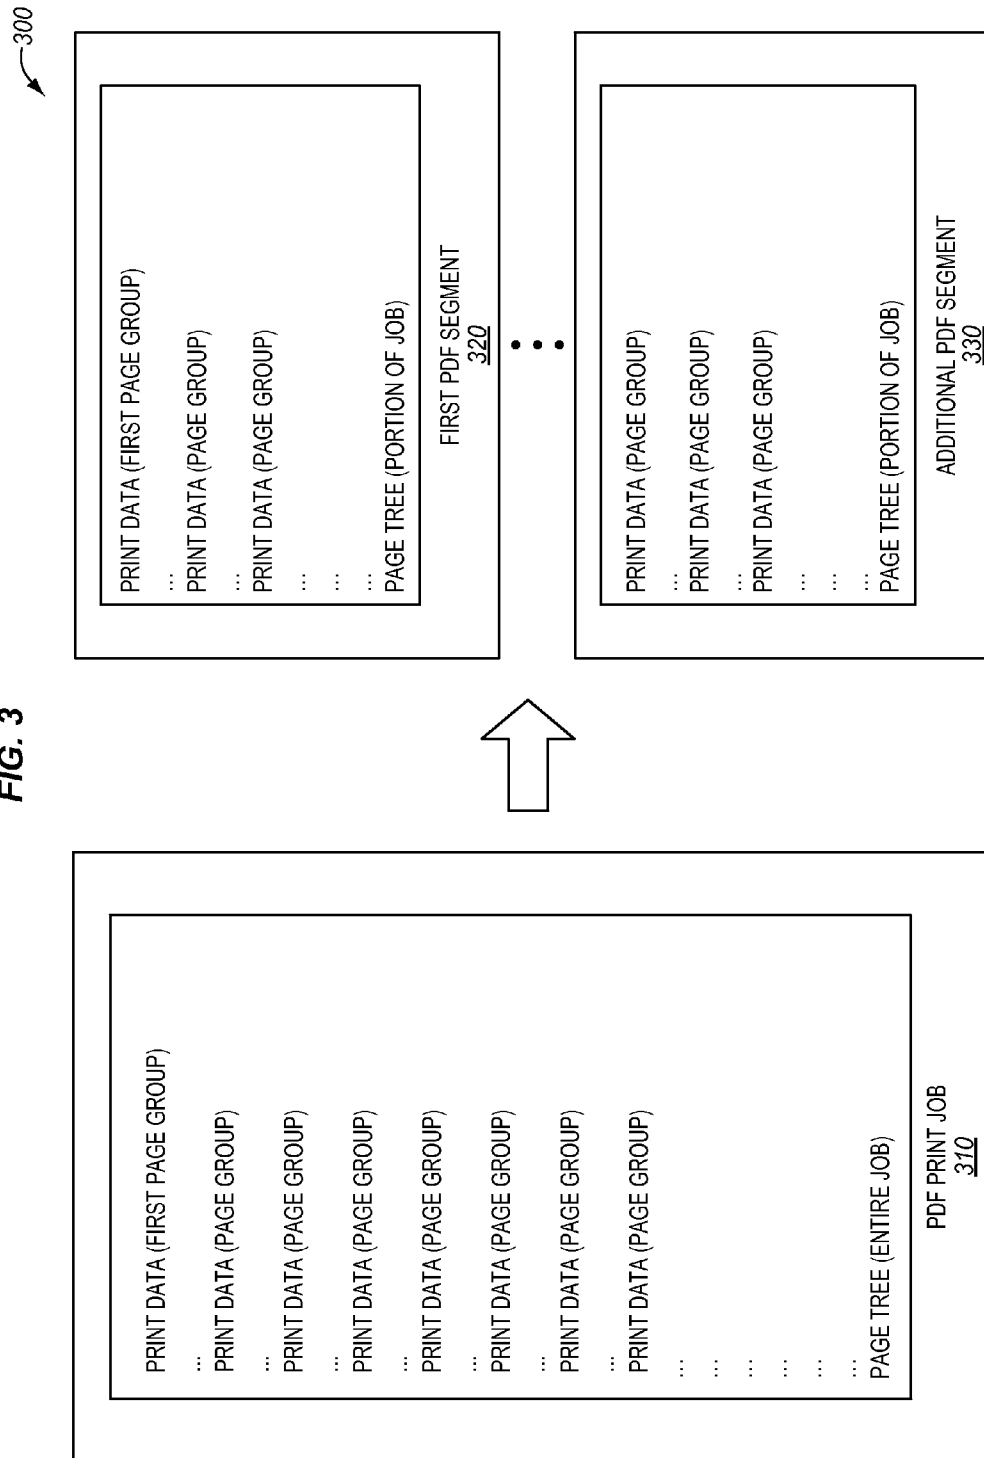 FIG. 3
300
PRINT DATA (FIRST PAGE GROUP)
...
PRINT DATA (PAGE GROUP)
...
PRINT DATA (PAGE GROUP)
...
PRINT DATA (PAGE GROUP)
...
PRINT DATA (PAGE GROUP)
...
PRINT DATA (PAGE GROUP)
...
PRINT DATA (PAGE GROUP)
...
PRINT DATA (PAGE GROUP)
...
...
...
...
...
...
PAGE TREE (ENTIRE JOB)
PDF PRINT JOB
310
PRINT DATA (FIRST PAGE GROUP)
...
PRINT DATA (PAGE GROUP)
...
PRINT DATA (PAGE GROUP)
...
...
...
PAGE TREE (PORTION OF JOB)
FIRST PDF SEGMENT
320
PRINT DATA (PAGE GROUP)
...
PRINT DATA (PAGE GROUP)
...
PRINT DATA (PAGE GROUP)
...
...
...
PAGE TREE (PORTION OF JOB)
ADDITIONAL PDF SEGMENT
330